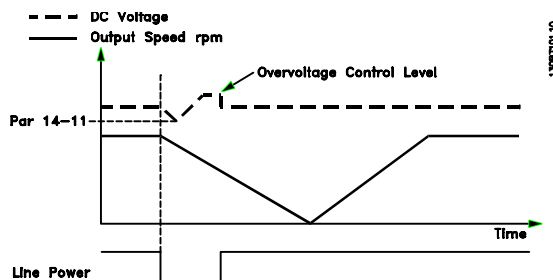 DC Voltage
Output Speed rpm
Overvoltage Control Level
Par 14-11
Time
Line Power